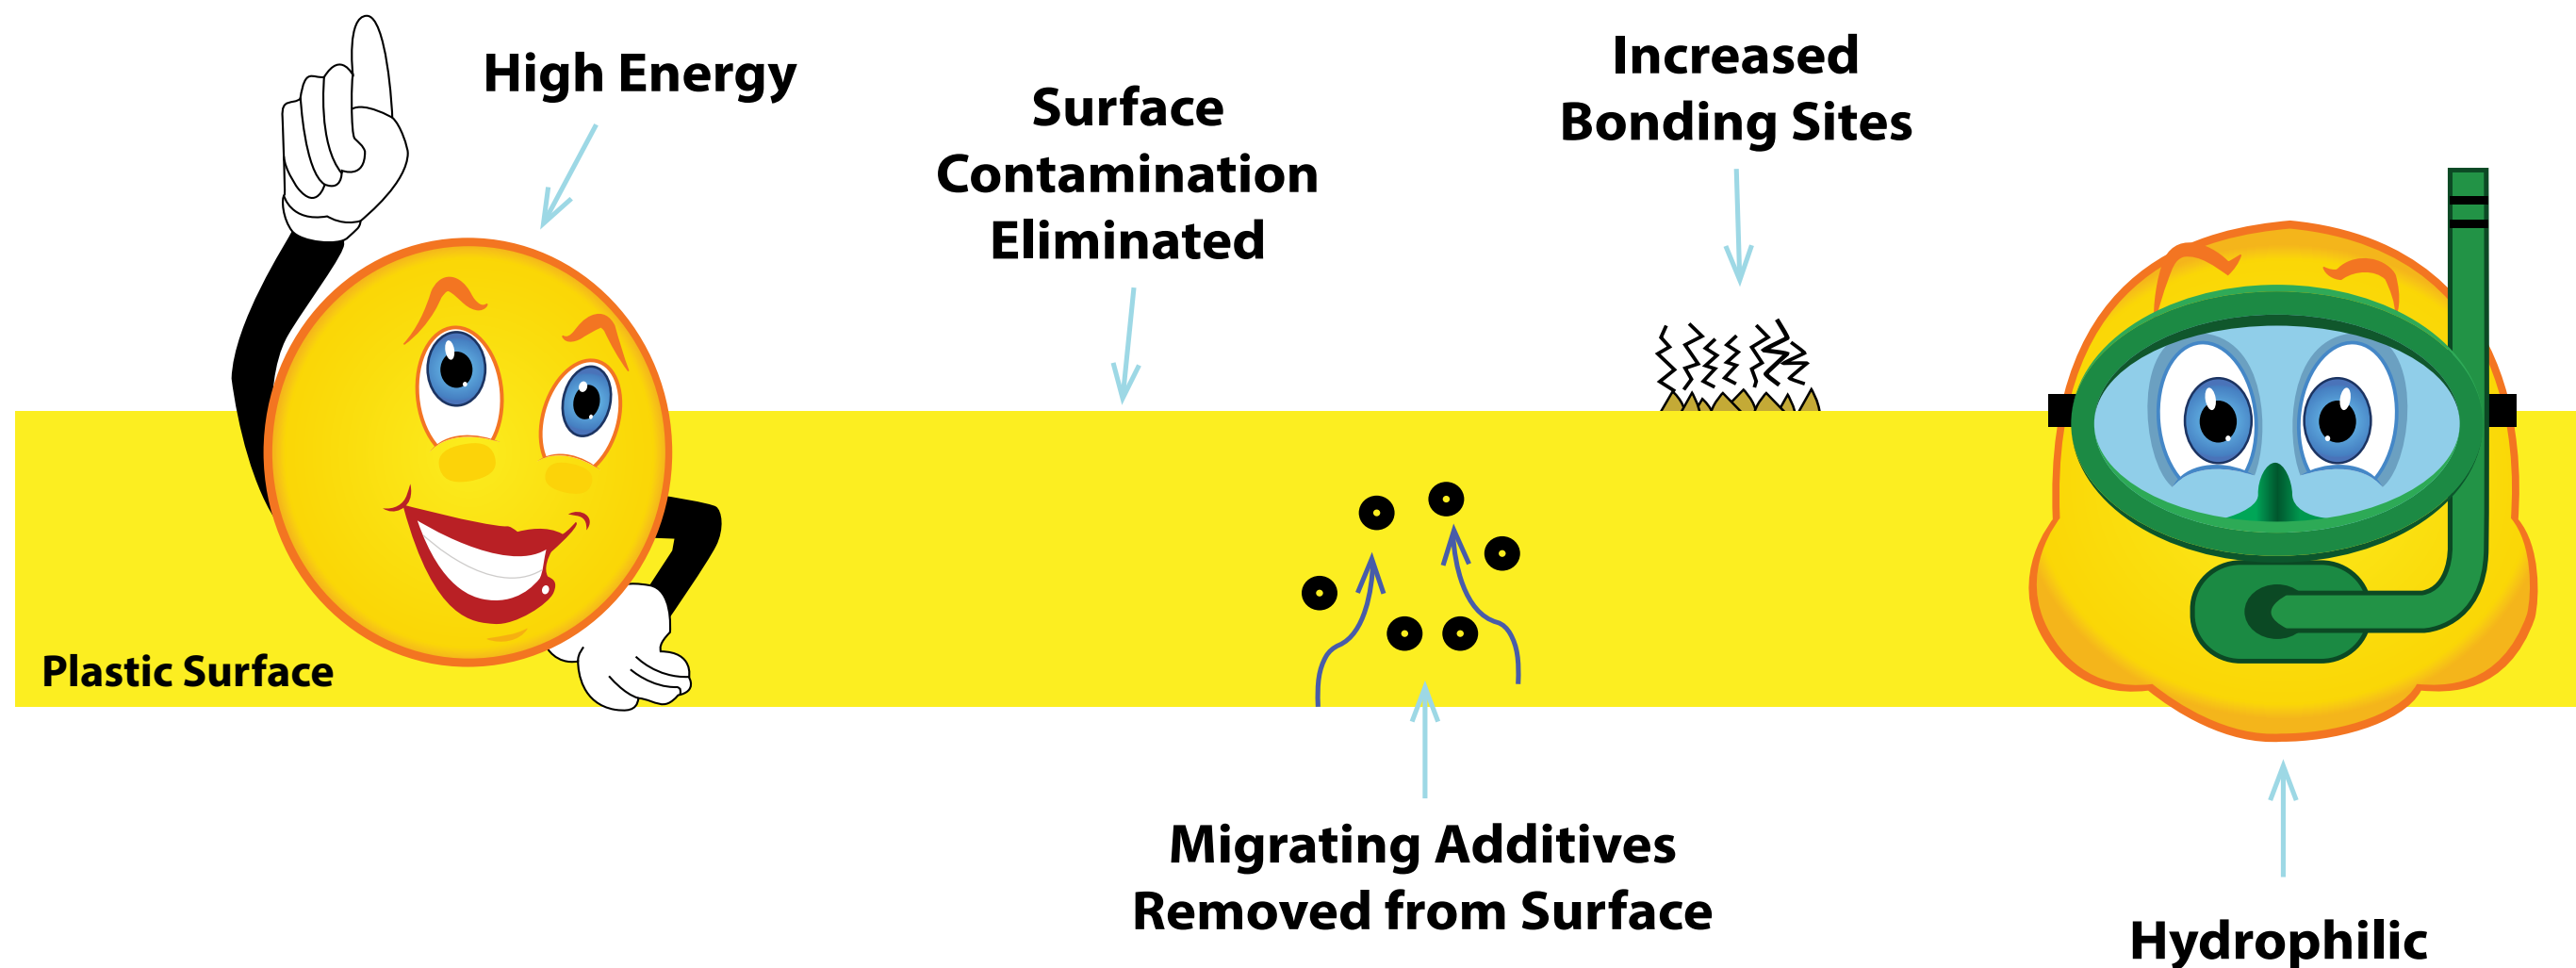 High Energy
Surface
Contamination
Eliminated
Increased
Bonding Sites
Plastic Surface
Migrating Additives
Removed from Surface
Hydrophilic